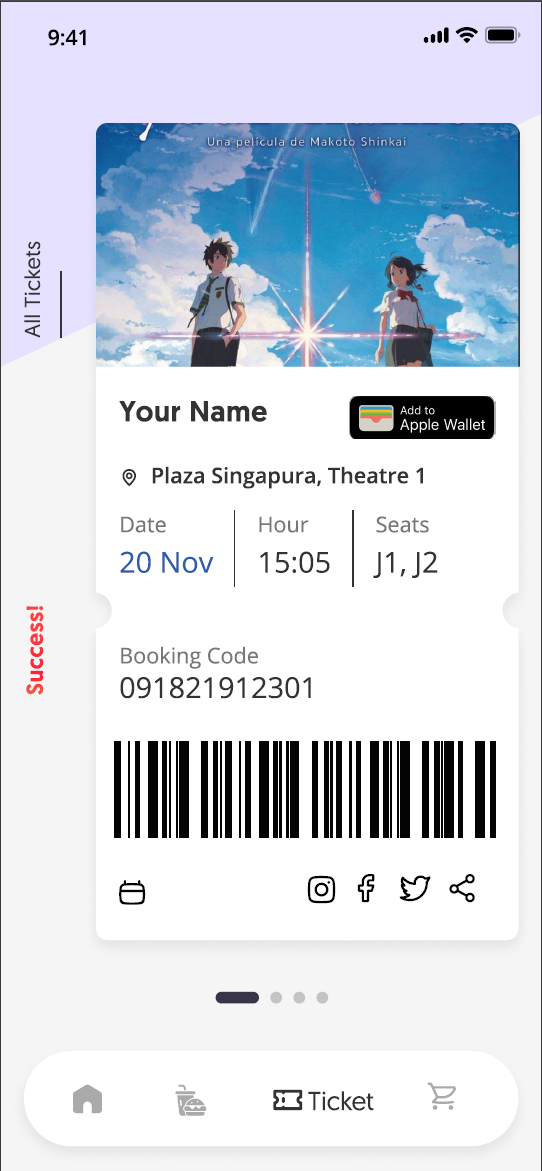 9:41
Una película de Makoto Shinkai
All Tickets
Your Name
Add to
Apple Wallet
Plaza Singapura, Theatre 1
Date
Hour
Seats
20 Nov
15:05
J1, J2
Success!
Booking Code
091821912301
Ticket